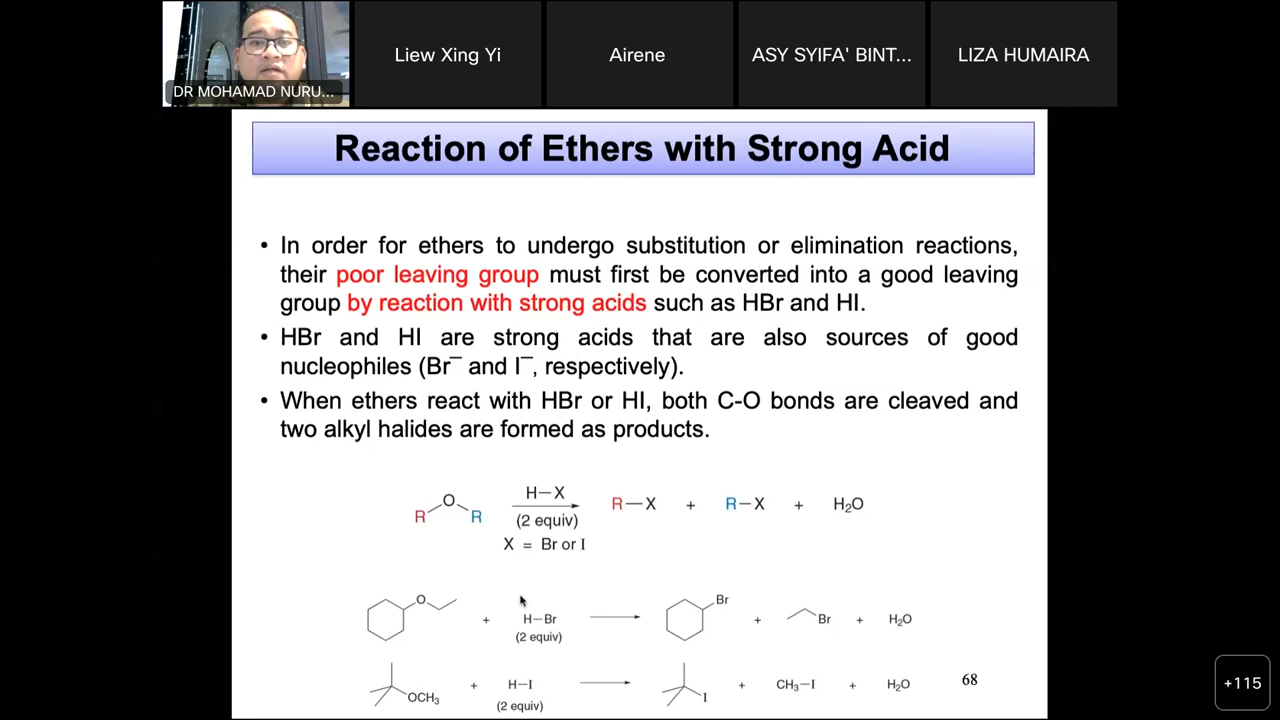 DR MOHAMAD NURU...
Liew Xing Yi
Airene
ASY SYIFA' BINT...
LIZA HUMAIRA
Reaction of Ethers with Strong Acid
• In order for ethers to undergo substitution or elimination reactions,
their poor leaving group must first be converted into a good leaving
group by reaction with strong acids such as HBr and HI.
• HBr and HI are strong acids that are also sources of good
nucleophiles (Br¯ and I¯, respectively).
• When ethers react with HBr or HI, both C-O bonds are cleaved and
two alkyl halides are formed as products.
R O R H−X (2 equiv) R−X + R−X + H₂O
X = Br or I
O + H−Br Br + Br + H₂O
(2 equiv)
OCH₃ + H−I I + CH₃−I + H₂O
(2 equiv)
68
+115